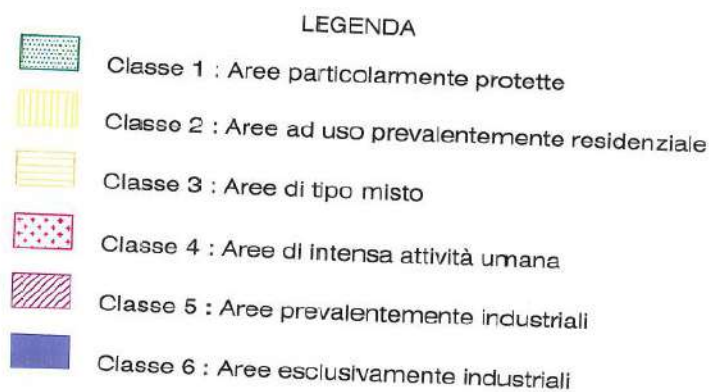 LEGENDA
Classe 1 : Aree particolarmente protette
Classe 2 : Aree ad uso prevalentemente residenziale
Classe 3 : Aree di tipo misto
Classe 4 : Aree di intensa attività umana
Classe 5 : Aree prevalentemente industriali
Classe 6 : Aree esclusivamente industriali